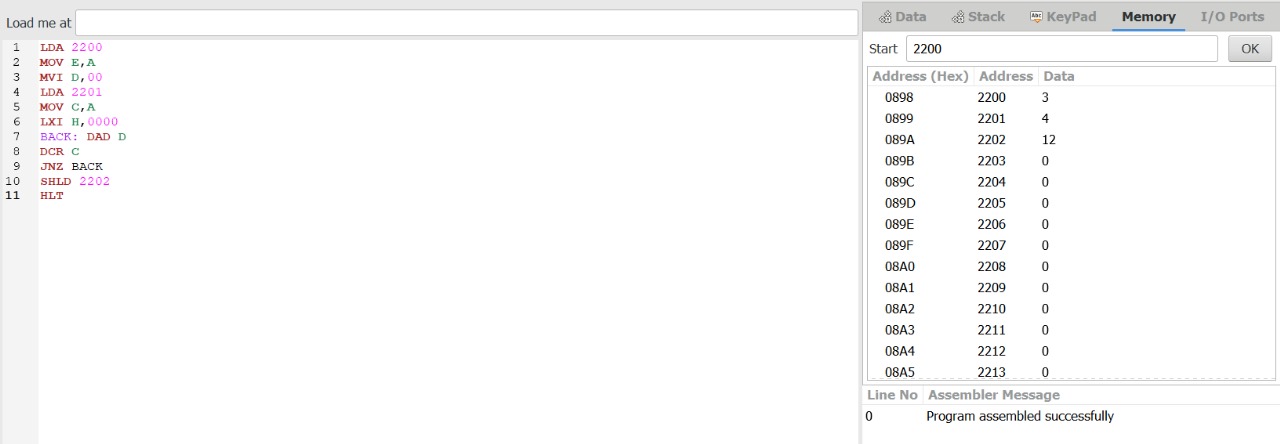 Load me at
1 LDA 2200
2 MOV E,A
3 MVI D,00
4 LDA 2201
5 MOV C,A
6 LXI H,0000
7 BACK: DAD D
8 DCR C
9 JNZ BACK
10 SHLD 2202
11 HLT
Data Stack Abc KeyPad Memory I/O Ports
Start 2200 OK
Address (Hex) Address Data
0898 2200 3
0899 2201 4
089A 2202 12
089B 2203 0
089C 2204 0
089D 2205 0
089E 2206 0
089F 2207 0
08A0 2208 0
08A1 2209 0
08A2 2210 0
08A3 2211 0
08A4 2212 0
08A5 2213 0
Line No Assembler Message
0 Program assembled successfully